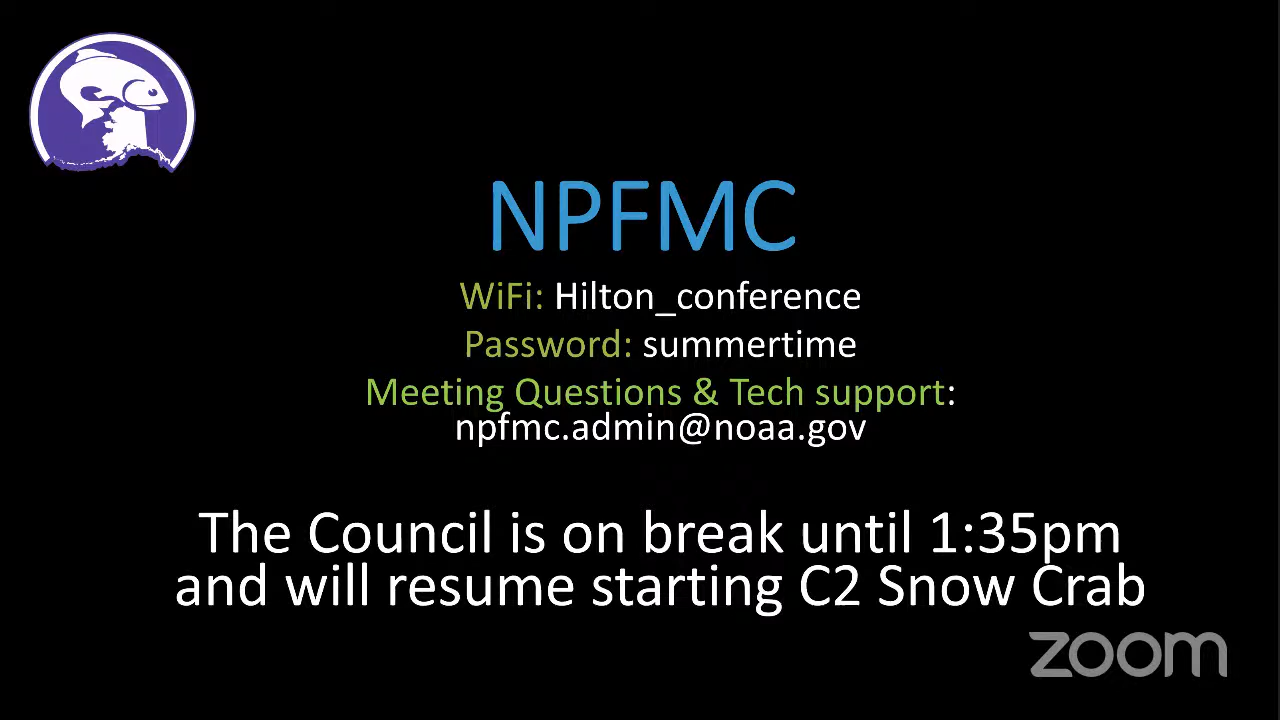 NPFMC
WiFi: Hilton_conference
Password: summertime
Meeting Questions & Tech support:
npfmc.admin@noaa.gov
The Council is on break until 1:35pm
and will resume starting C2 Snow Crab
zoom